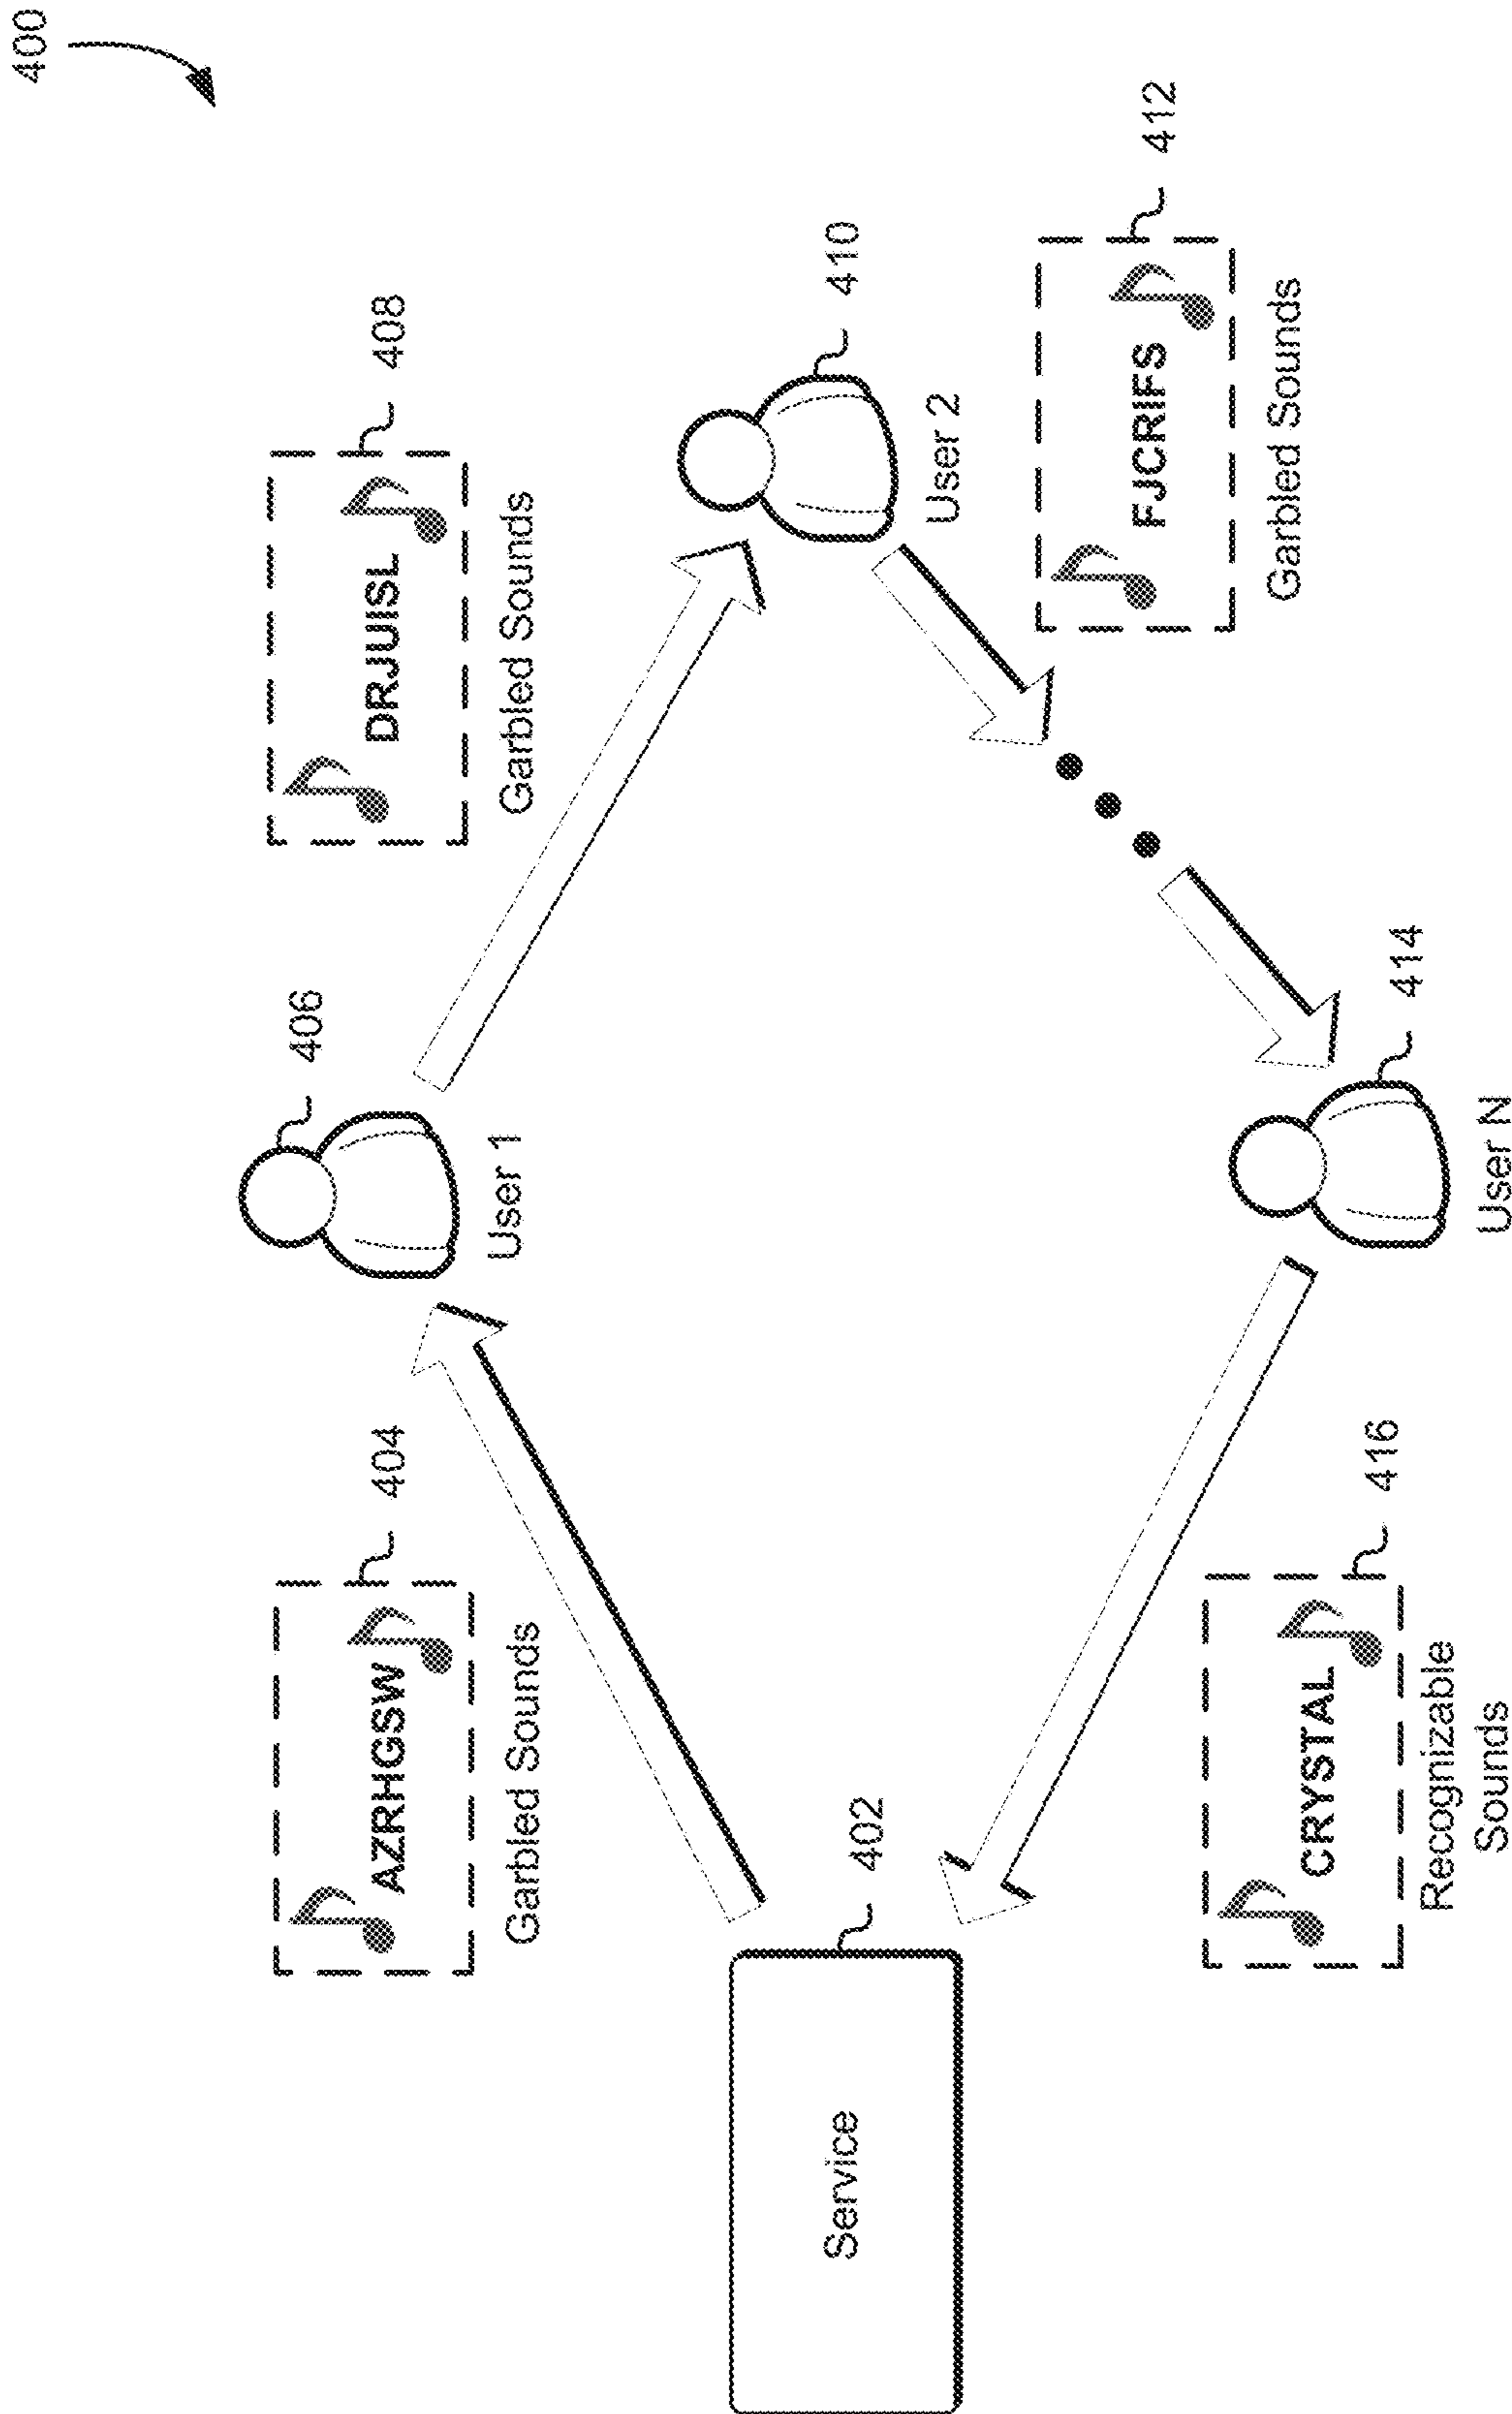 400
406
User 1
AZRHGSW
404
Garbled Sounds
DRJUISL
408
Garbled Sounds
Service
402
410
User 2
CRYSTAL
416
Recognizable
Sounds
414
User N
FJCRIFS
412
Garbled Sounds